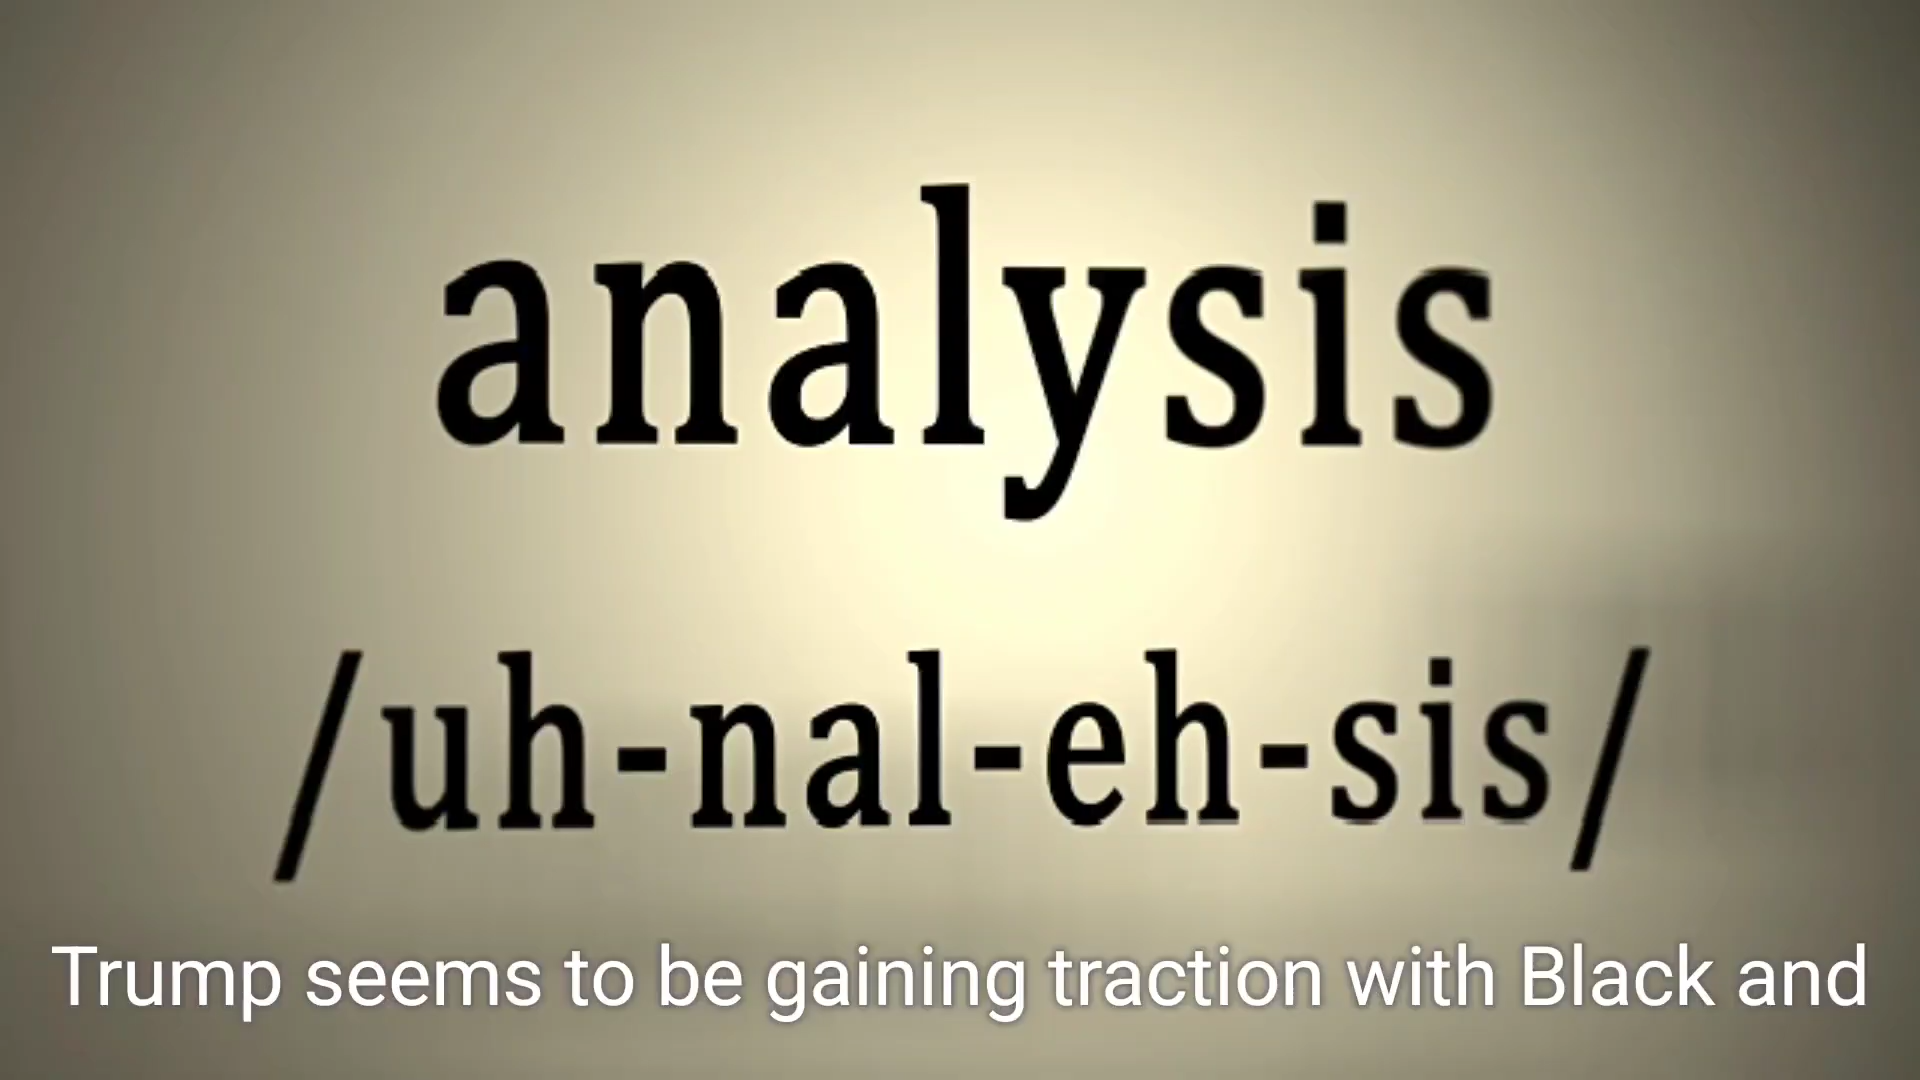 analysis
/uh-nal-eh-sis/
Trump seems to be gaining traction with Black and